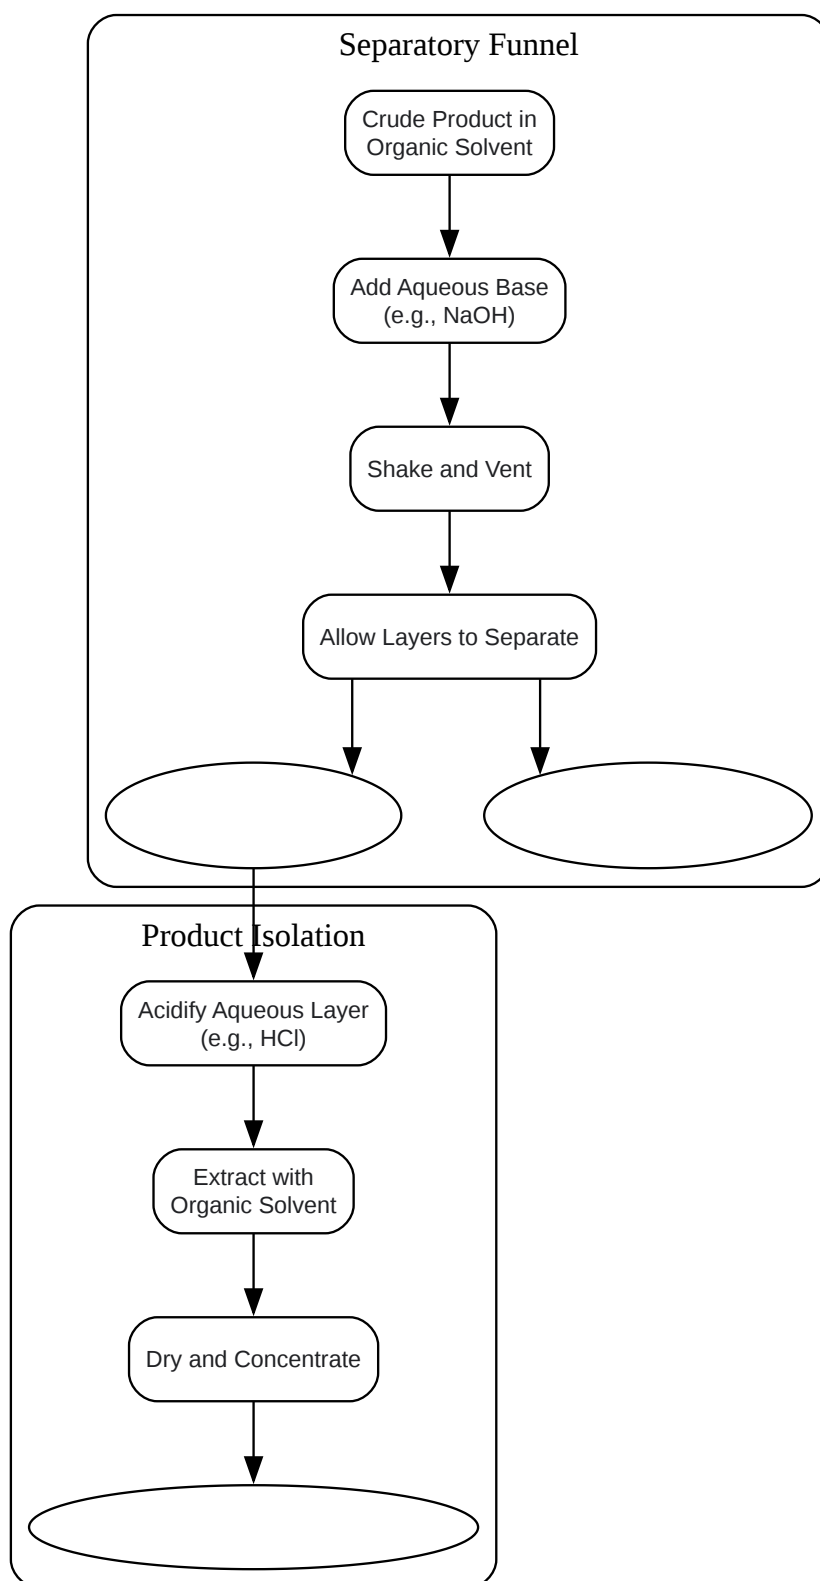 Separatory Funnel
Crude Product in
Organic Solvent
Add Aqueous Base
(e.g., NaOH)
Shake and Vent
Allow Layers to Separate
Product Isolation
Acidify Aqueous Layer
(e.g., HCl)
Extract with
Organic Solvent
Dry and Concentrate